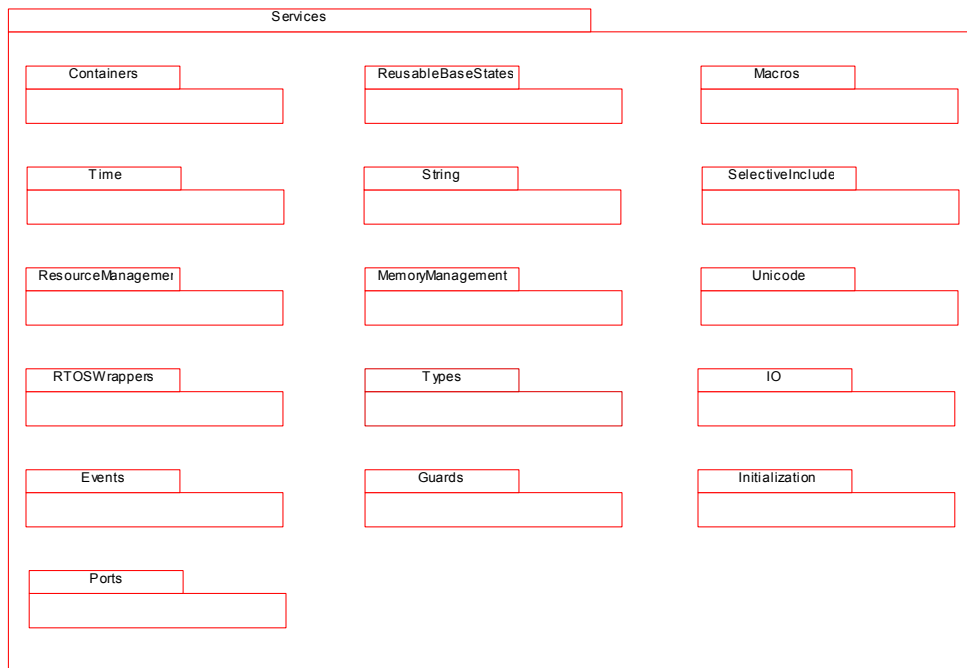 Services
Containers
ReusableBaseStates
Macros
Time
String
SelectiveInclude
ResourceManagemer
MemoryManagement
Unicode
RTOSWrappers
Types
IO
Events
Guards
Initialization
Ports